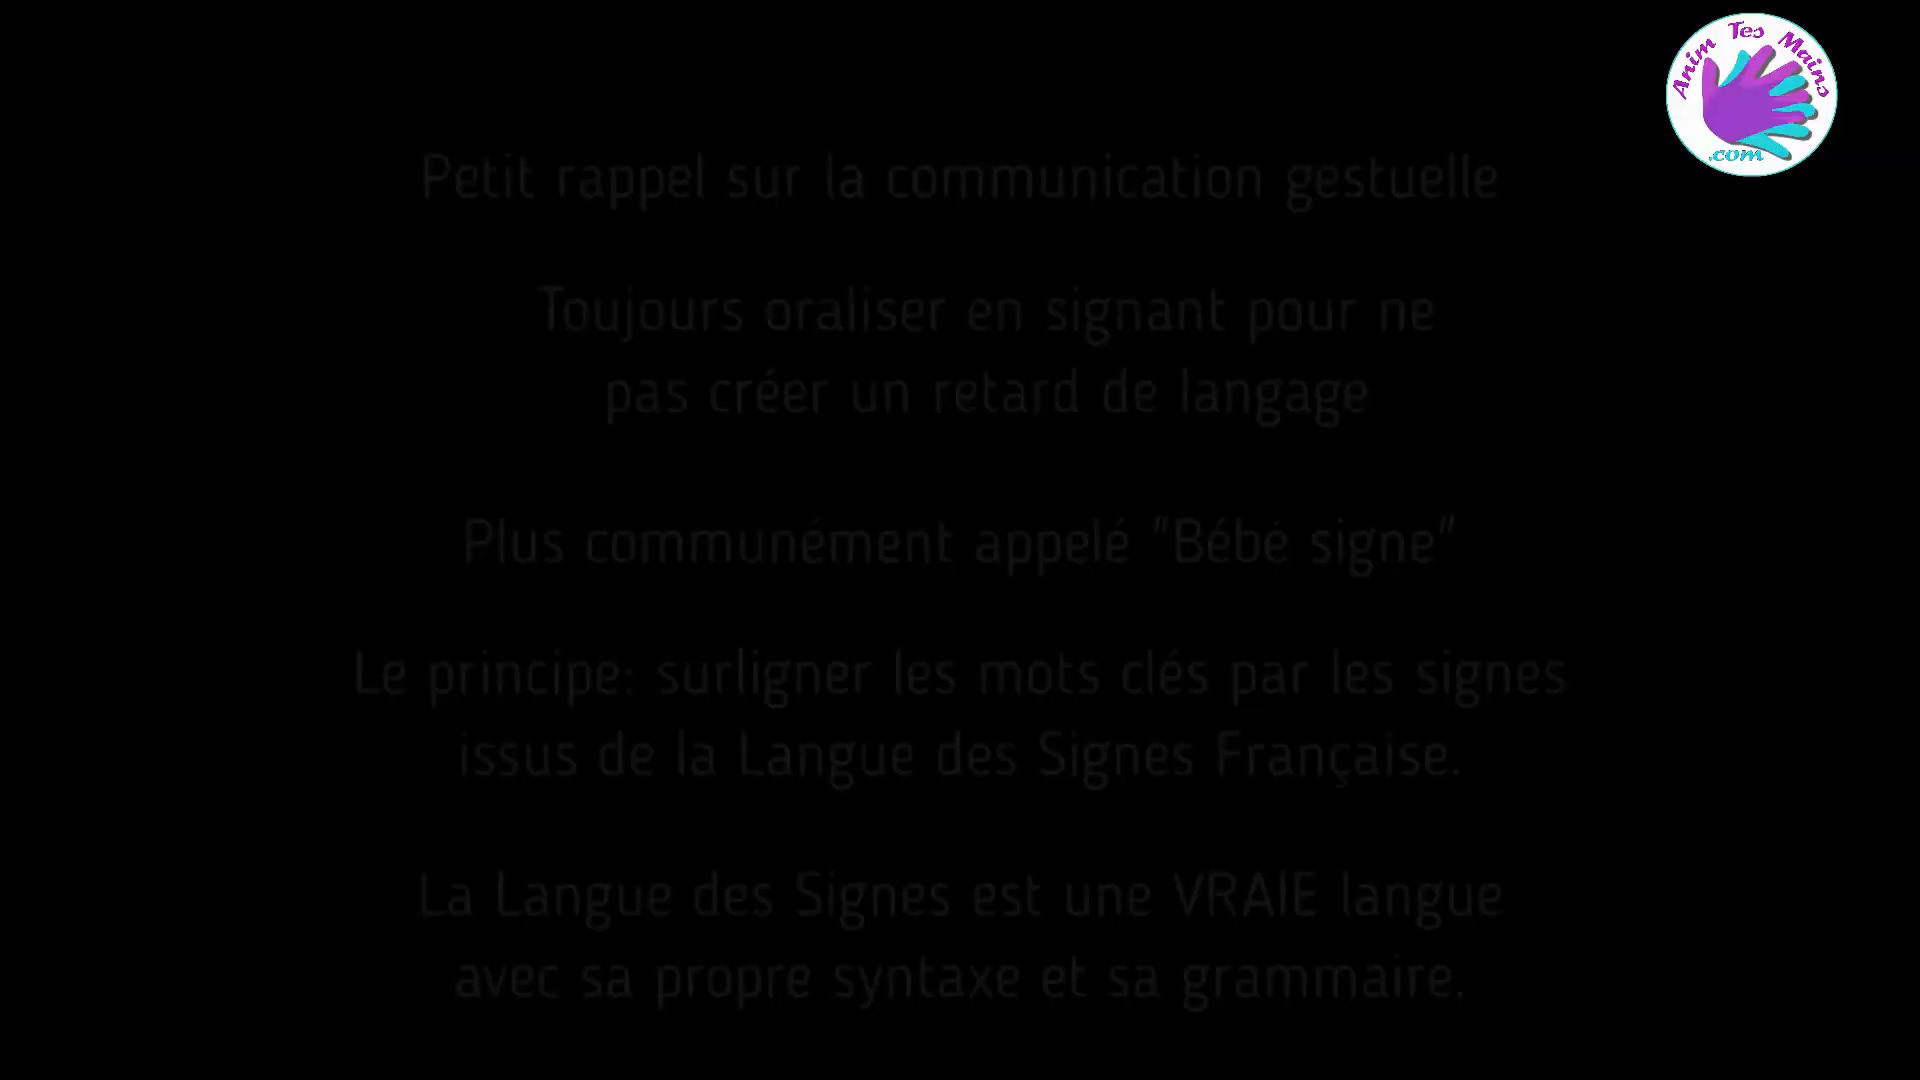 Anim Tes Mains
.com
Petit rappel sur la communication gestuelle
Toujours oraliser en signant pour ne
pas créer un retard de langage
Plus communément appelé "Bébé signe"
Le principe: surligner les mots clés par les signes
issus de la Langue des Signes Française.
La Langue des Signes est une VRAIE langue
avec sa propre syntaxe et sa grammaire.